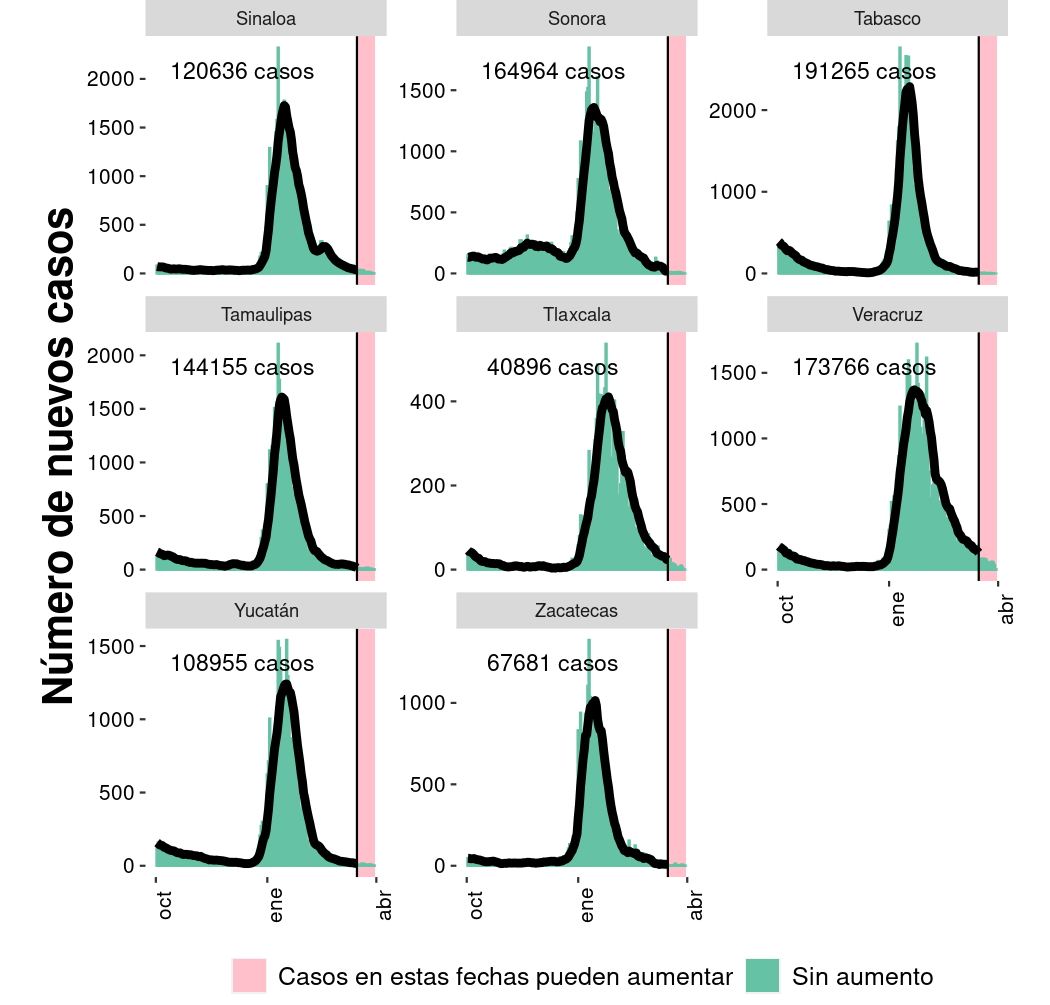 Sinaloa
Sonora
Tabasco
120636 casos
164964 casos
191265 casos
2000
1500
1000
500
0
1500
1000
500
0
2000
1000
0
Número de nuevos casos
Tamaulipas
Tlaxcala
Veracruz
144155 casos
40896 casos
173766 casos
2000
1500
1000
500
0
400
200
0
1500
1000
500
0
oct
ene
abr
Yucatán
Zacatecas
108955 casos
67681 casos
1500
1000
500
0
1000
500
0
oct
ene
abr
oct
ene
abr
Casos en estas fechas pueden aumentar
Sin aumento